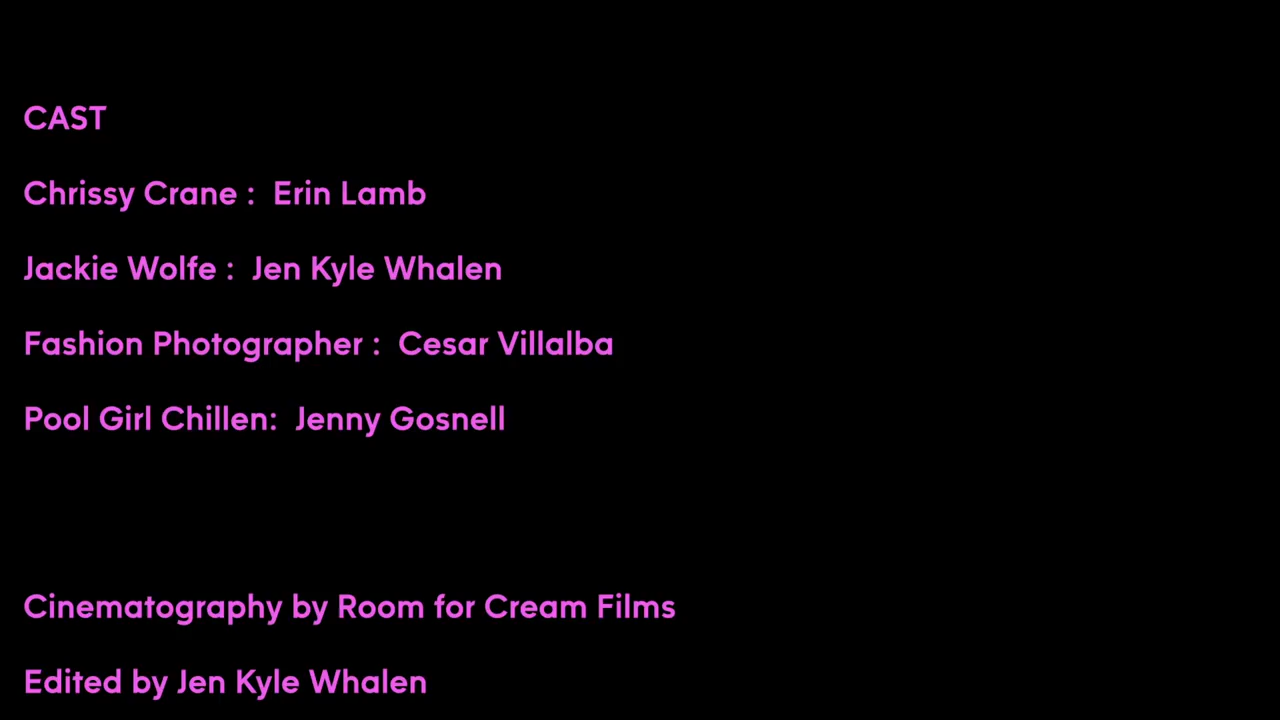 CAST
Chrissy Crane :  Erin Lamb
Jackie Wolfe :  Jen Kyle Whalen
Fashion Photographer :  Cesar Villalba
Pool Girl Chillen:  Jenny Gosnell
Cinematography by Room for Cream Films
Edited by Jen Kyle Whalen